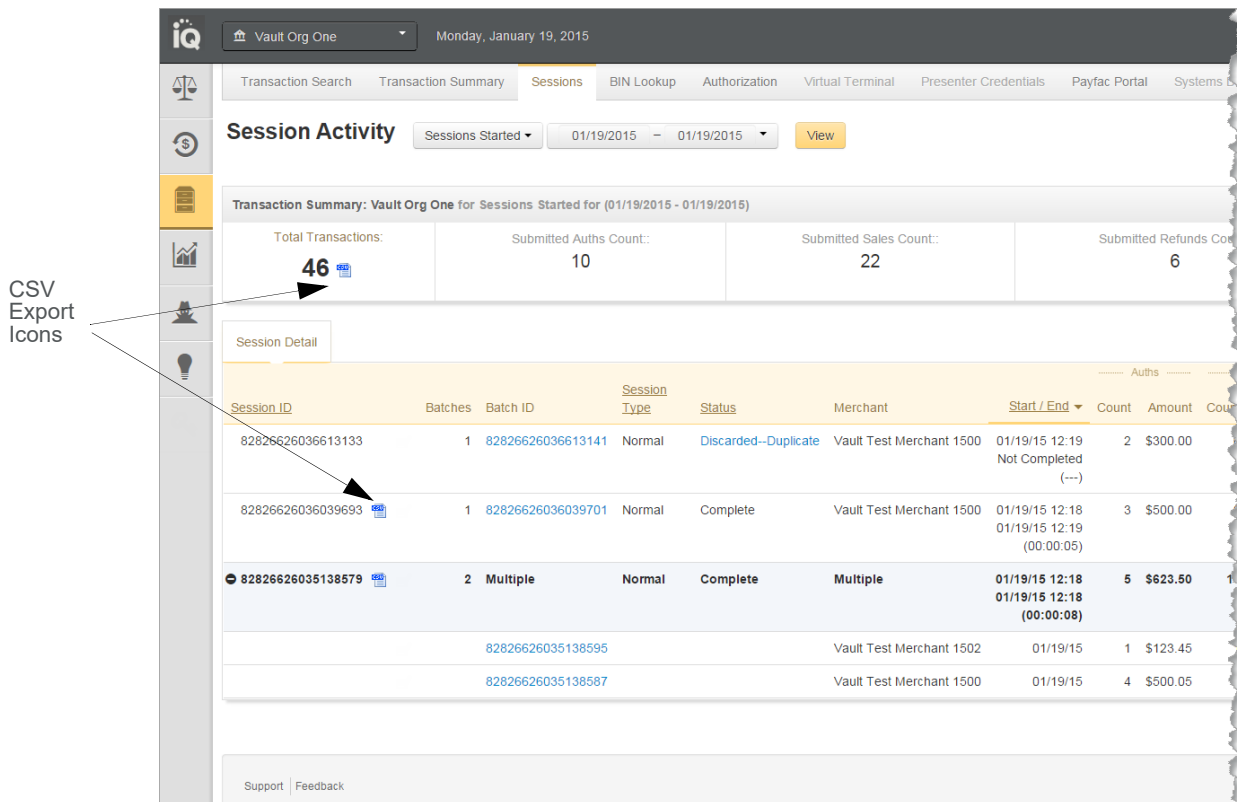 iQ Vault Org One Monday, January 19, 2015
Transaction Search Transaction Summary Sessions BIN Lookup Authorization Virtual Terminal Presenter Credentials Payfac Portal Systems
Session Activity Sessions Started 01/19/2015 – 01/19/2015 View
Transaction Summary: Vault Org One for Sessions Started for (01/19/2015 - 01/19/2015)
Total Transactions: Submitted Auths Count:: Submitted Sales Count:: Submitted Refunds
46 CSV 10 22 6
CSV
Export
Icons
Session Detail
Auths
Session
Session ID Batches Batch ID Type Status Merchant Start / End Count Amount
82826626036613133 1 82826626036613141 Normal Discarded--Duplicate Vault Test Merchant 1500 01/19/15 12:19 2 $300.00
Not Completed
(---)
82826626036039693 CSV 1 82826626036039701 Normal Complete Vault Test Merchant 1500 01/19/15 12:18 3 $500.00
01/19/15 12:19
(00:00:05)
82826626035138579 CSV 2 Multiple Normal Complete Multiple 01/19/15 12:18 5 $623.50
01/19/15 12:18
(00:00:08)
82826626035138595 Vault Test Merchant 1502 01/19/15 1 $123.45
82826626035138587 Vault Test Merchant 1500 01/19/15 4 $500.05
Support Feedback